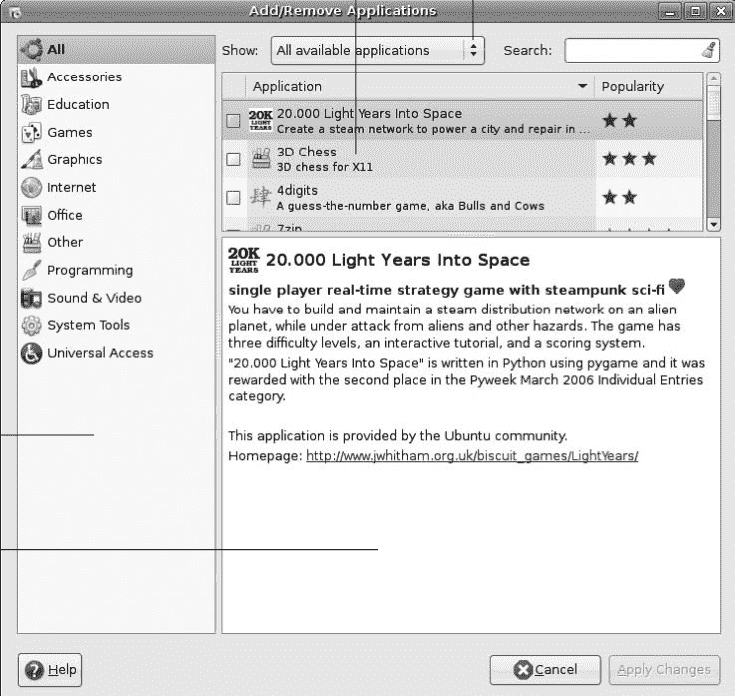 Add/Remove Applications
All
Accessories
Education
Games
Graphics
Internet
Office
Other
Programming
Sound & Video
System Tools
Universal Access
Show: All available applications Search:
Application Popularity
20K LIGHT YEARS
20.000 Light Years Into Space
Create a steam network to power a city and repair in ...
3D Chess
3D chess for X11
肆 4digits
A guess-the-number game, aka Bulls and Cows
7zip
20K LIGHT YEARS
20.000 Light Years Into Space
single player real-time strategy game with steampunk sci-fi
You have to build and maintain a steam distribution network on an alien
planet, while under attack from aliens and other hazards. The game has
three difficulty levels, an interactive tutorial, and a scoring system.
"20.000 Light Years Into Space" is written in Python using pygame and it was
rewarded with the second place in the Pyweek March 2006 Individual Entries
category.
This application is provided by the Ubuntu community.
Homepage: http://www.jwhitham.org.uk/biscuit_games/LightYears/
Help
Cancel
Apply Changes